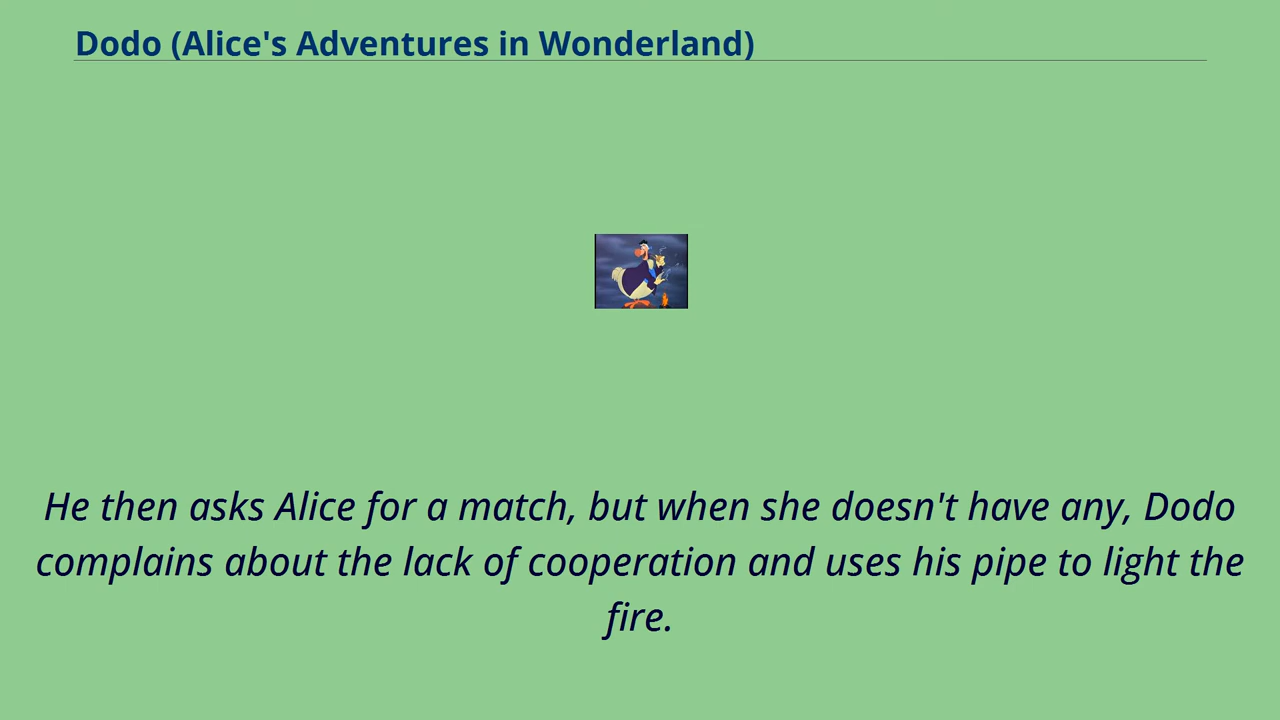 Dodo (Alice's Adventures in Wonderland)
He then asks Alice for a match, but when she doesn't have any, Dodo
complains about the lack of cooperation and uses his pipe to light the
fire.